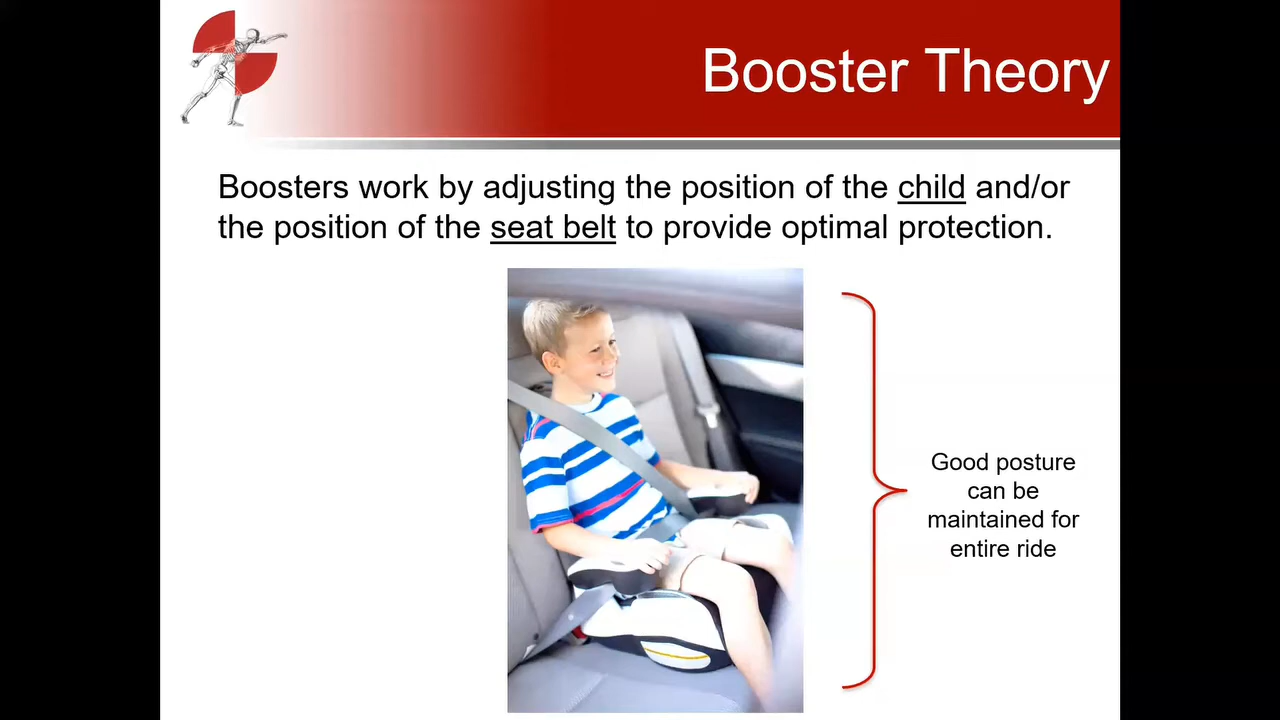 Booster Theory
Boosters work by adjusting the position of the child and/or
the position of the seat belt to provide optimal protection.
Good posture
can be
maintained for
entire ride